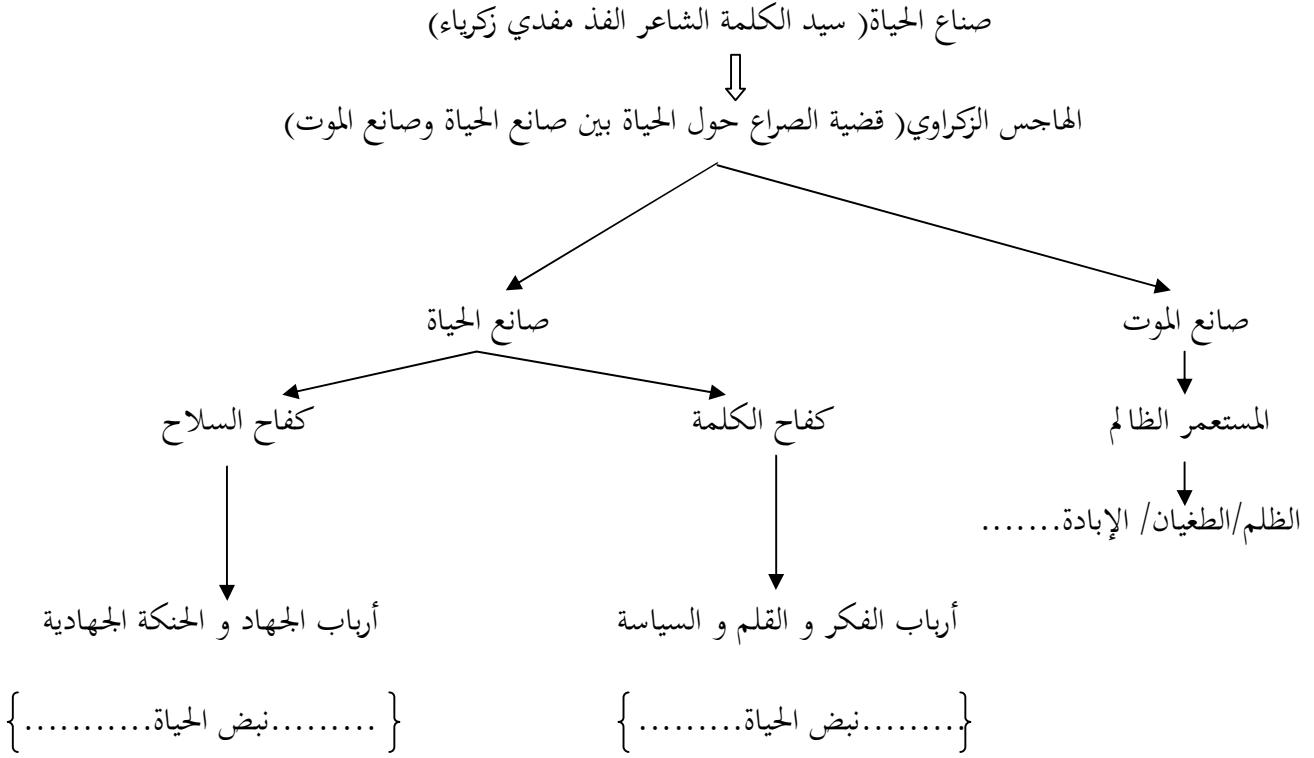 صناع الحياة( سيد الكلمة الشاعر الفذ مفدي زكرياء)
الهاجس الزكراوي( قضية الصراع حول الحياة بين صانع الحياة وصانع الموت)
صانع الموت
صانع الحياة
المستعمر الظالم
كفاح الكلمة
كفاح السلاح
الظلم/الطغيان/ الإبادة.......
أرباب الفكر و القلم و السياسة
أرباب الجهاد و الحنكة الجهادية
{.........نبض الحياة.........}
{ .........نبض الحياة...........}